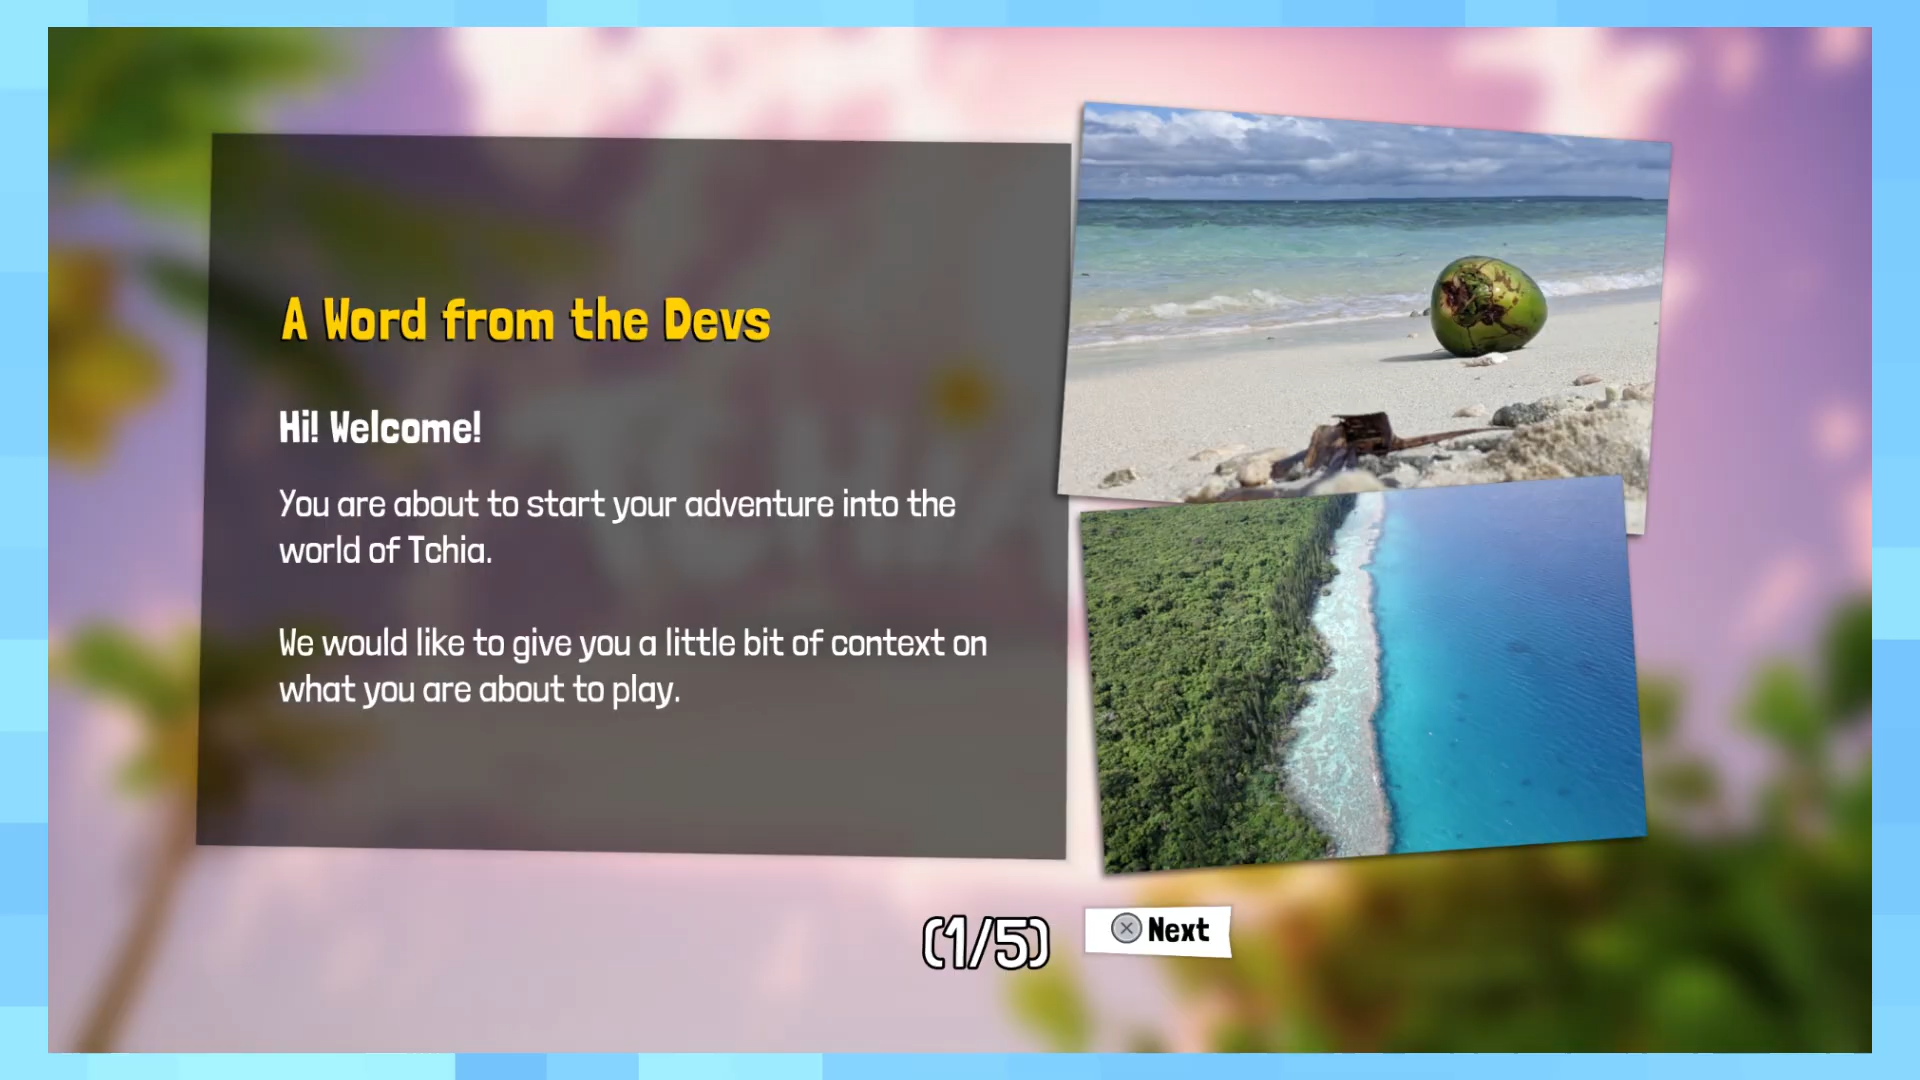 A Word from the Devs
Hi! Welcome!
You are about to start your adventure into the
world of Tchia.
We would like to give you a little bit of context on
what you are about to play.
(1/5)
Next